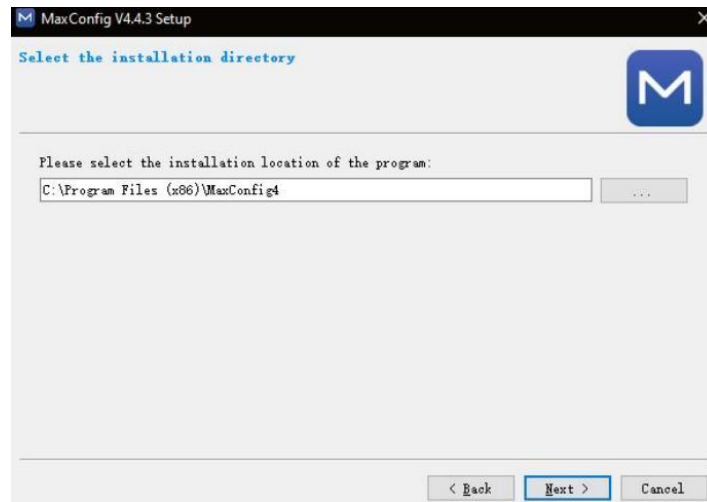 MaxConfig V4.4.3 Setup
Select the installation directory
M
Please select the installation location of the program:
C:\Program Files (x86)\MaxConfig4
...
< Back
Next >
Cancel